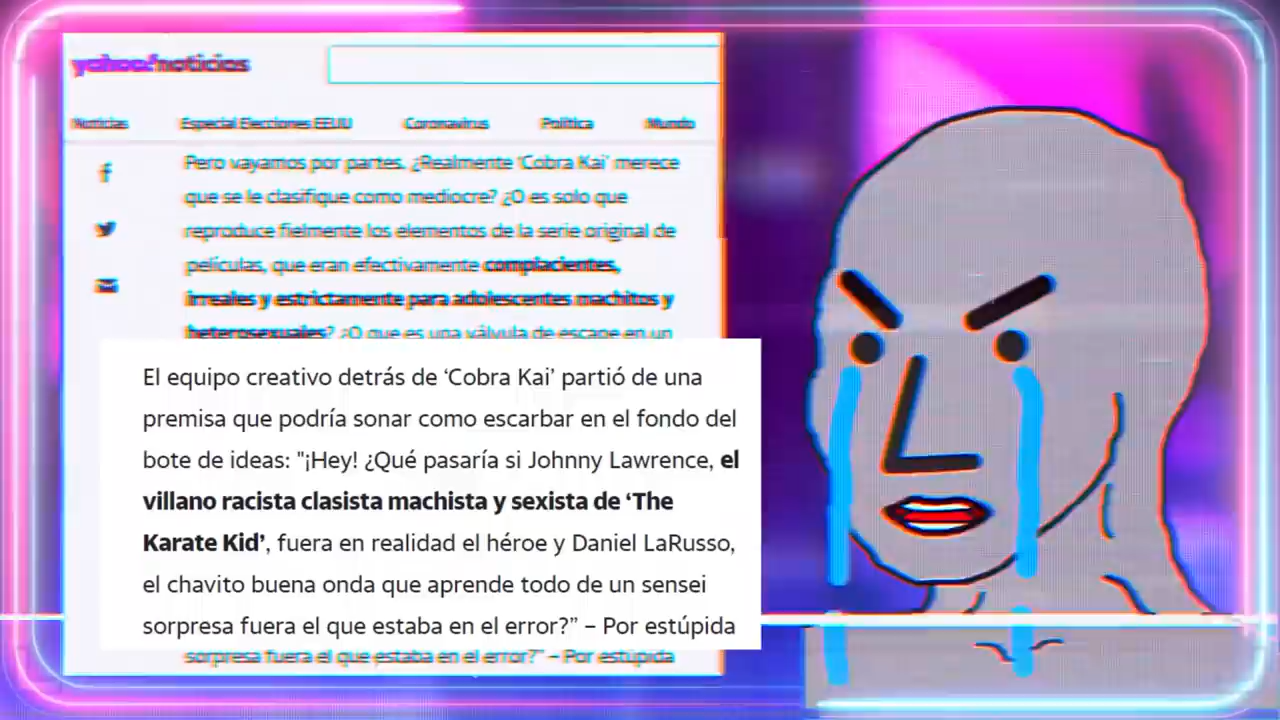 yahoo!noticias
Noticias Especial Elecciones EEUU Coronavirus Política Mundo
Pero vayamos por partes. ¿Realmente ‘Cobra Kai’ merece
que se le clasifique como mediocre? ¿O es solo que
reproduce fielmente los elementos de la serie original de
películas, que eran efectivamente complacientes,
irreales y estrictamente para adolescentes machitos y
heterosexuales? ¿O que es una válvula de escape en un
El equipo creativo detrás de ‘Cobra Kai’ partió de una
premisa que podría sonar como escarbar en el fondo del
bote de ideas: "¡Hey! ¿Qué pasaría si Johnny Lawrence, el
villano racista clasista machista y sexista de ‘The
Karate Kid’, fuera en realidad el héroe y Daniel LaRusso,
el chavito buena onda que aprende todo de un sensei
sorpresa fuera el que estaba en el error?” – Por estúpida
sorpresa fuera el que estaba en el error?” – Por estúpida